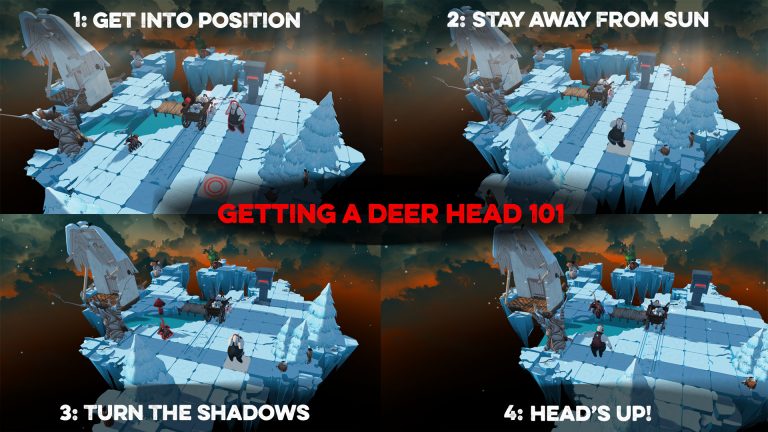 1: GET INTO POSITION
2: STAY AWAY FROM SUN
GETTING A DEER HEAD 101
3: TURN THE SHADOWS
4: HEAD'S UP!